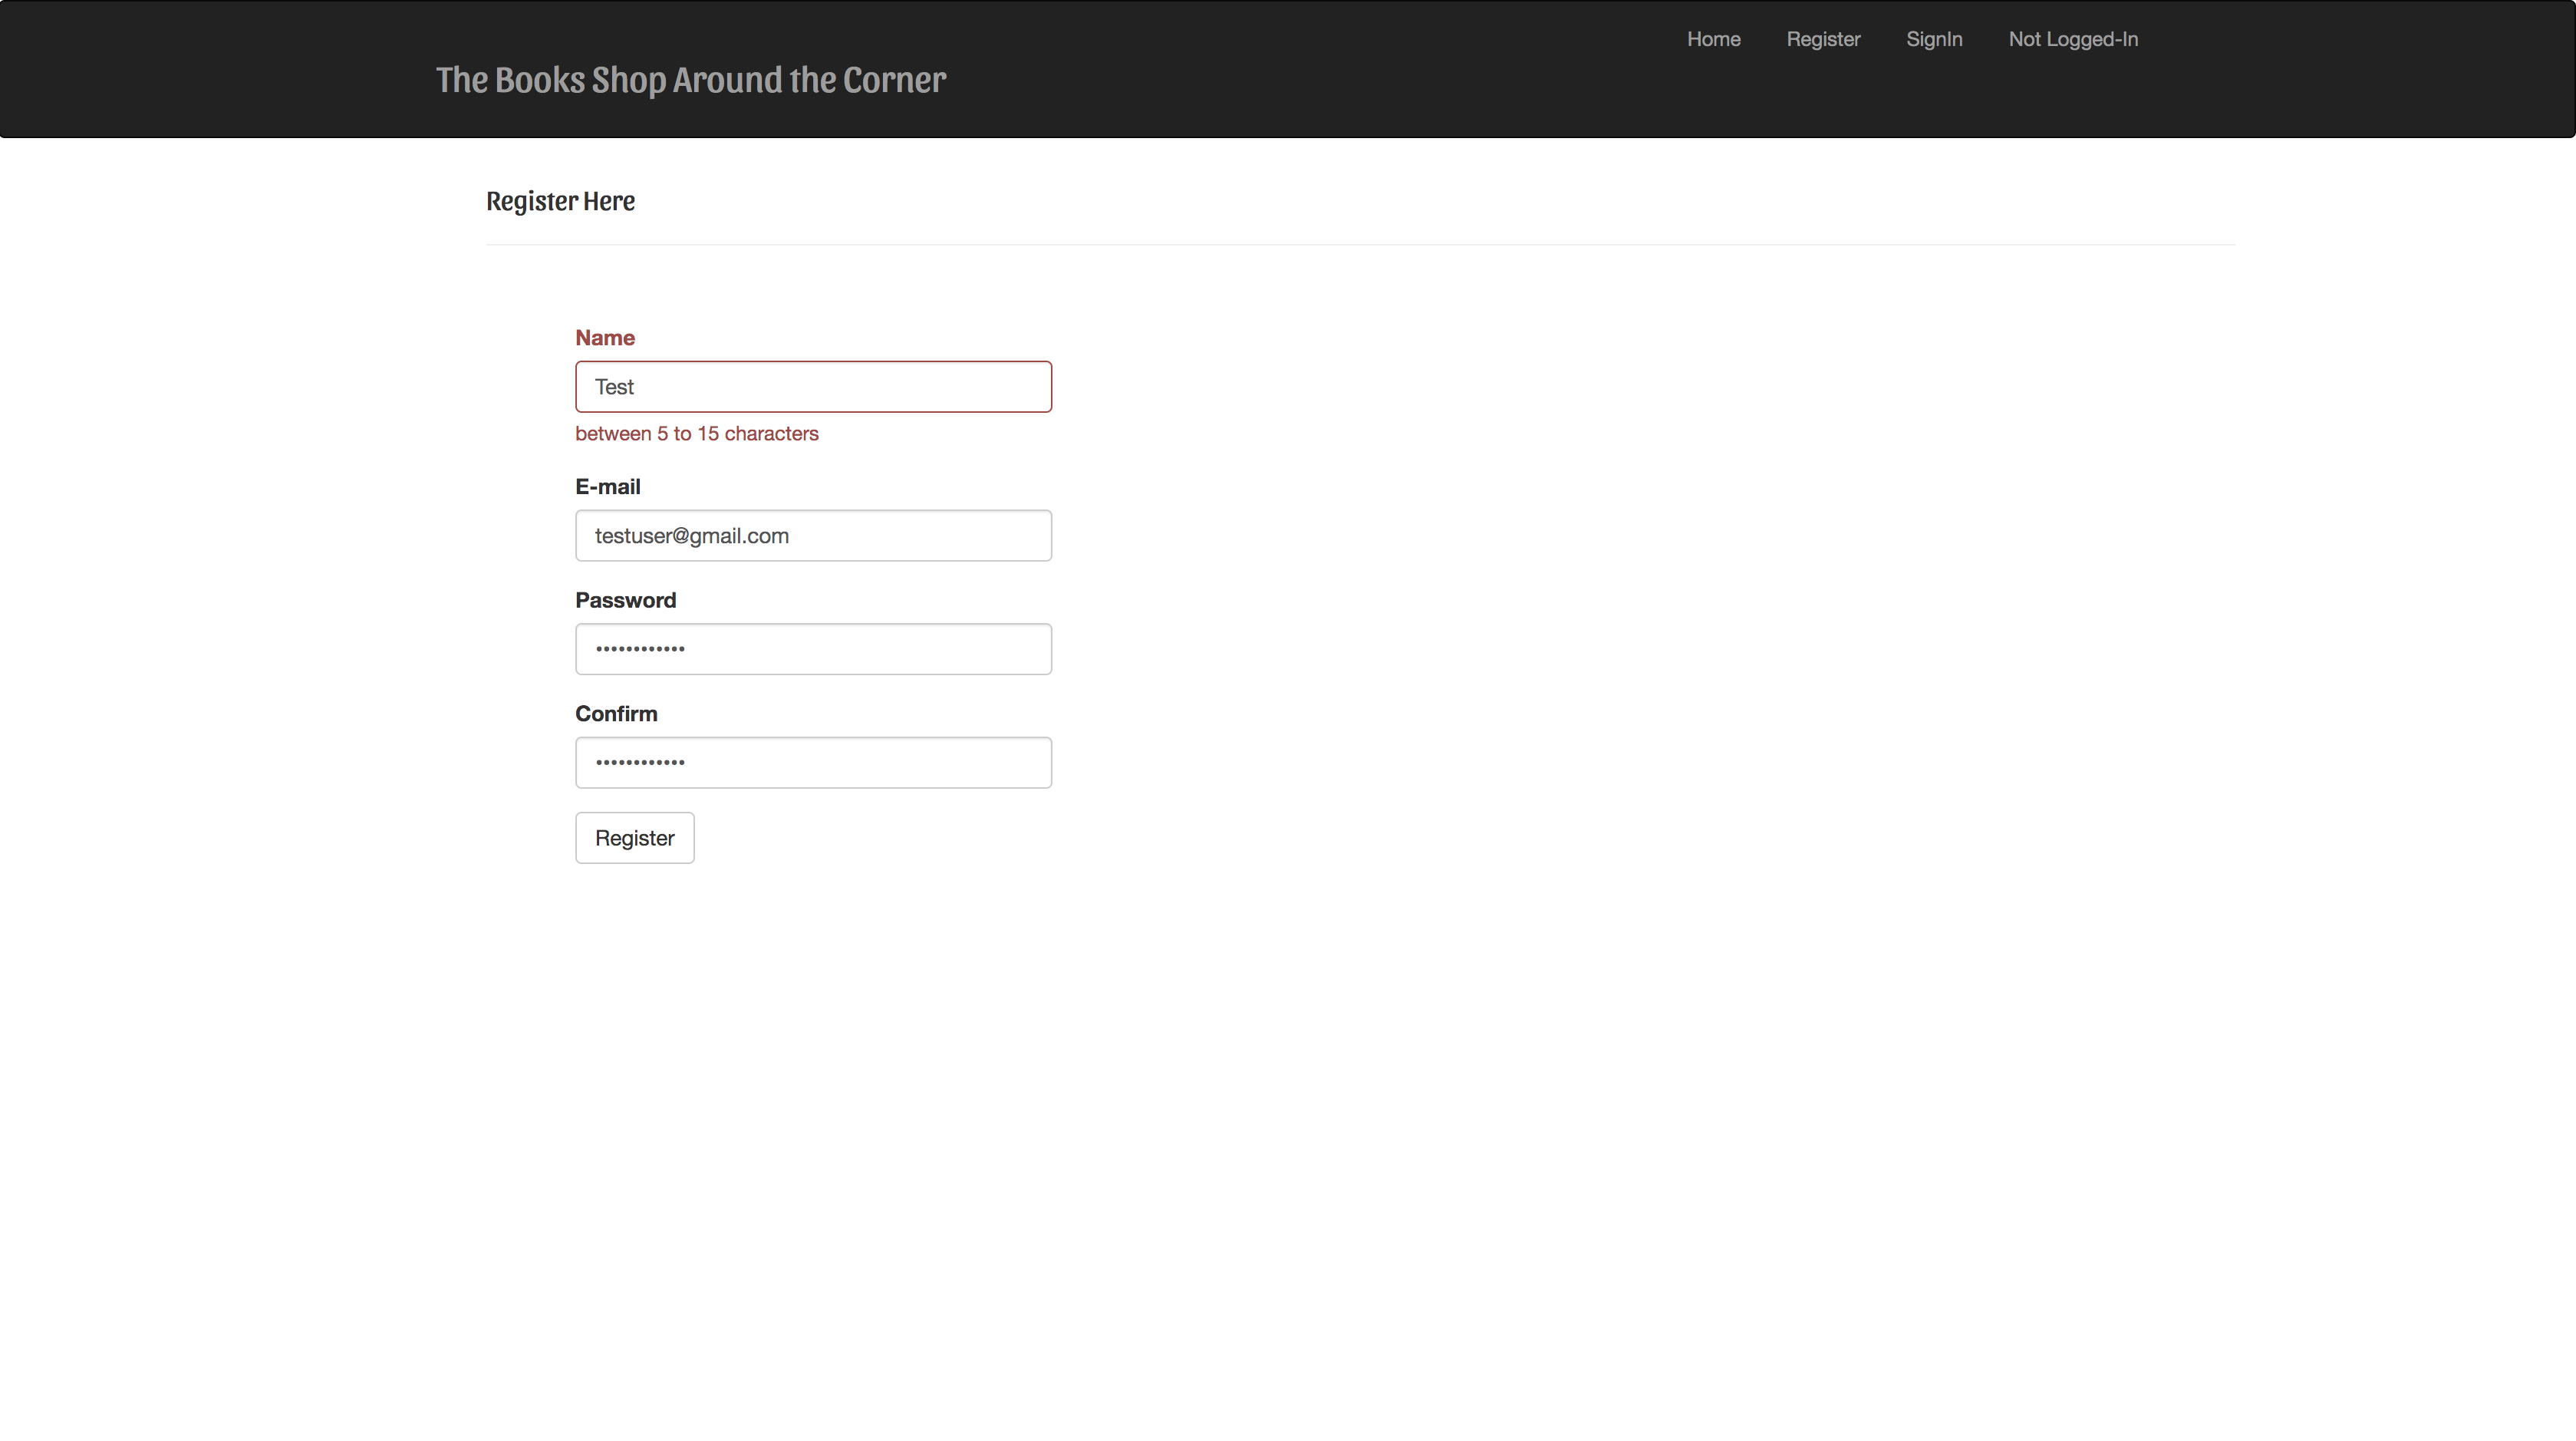 Home Register SignIn Not Logged-In
The Books Shop Around the Corner
Register Here
Name
Test
between 5 to 15 characters
E-mail
testuser@gmail.com
Password
••••••••••••
Confirm
••••••••••••
Register